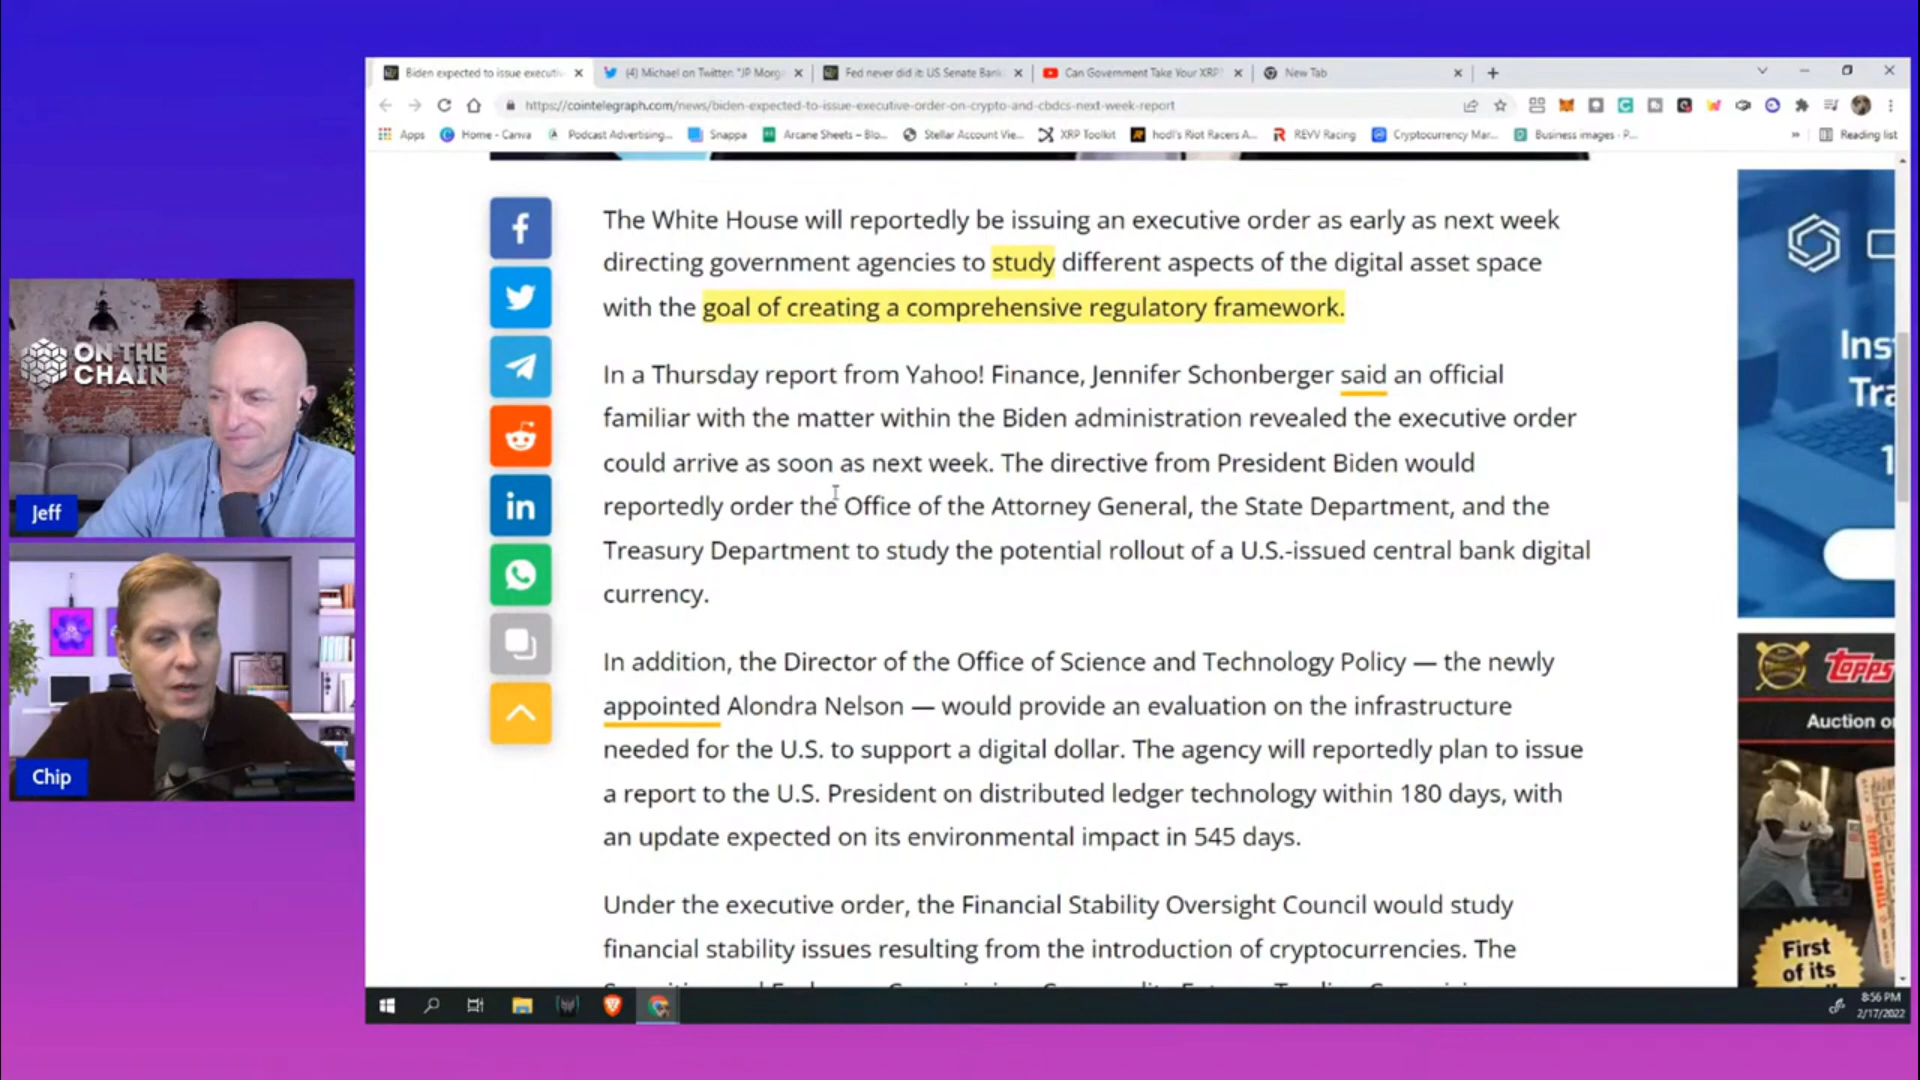 Biden expected to issue executiv
(4) Michael on Twitter: "JP Morg
Fed never did it: US Senate Bank
Can Government Take Your XRP?
New Tab
https://cointelegraph.com/news/biden-expected-to-issue-executive-order-on-crypto-and-cbdcs-next-week-report
Apps
Home - Canva
Podcast Advertising...
Snappa
Arcane Sheets – Blo...
Stellar Account Vie...
XRP Toolkit
hodl's Riot Racers A...
REVV Racing
Cryptocurrency Mar...
Business images · P...
»
Reading list
The White House will reportedly be issuing an executive order as early as next week
directing government agencies to study different aspects of the digital asset space
with the goal of creating a comprehensive regulatory framework.
In a Thursday report from Yahoo! Finance, Jennifer Schonberger said an official
familiar with the matter within the Biden administration revealed the executive order
could arrive as soon as next week. The directive from President Biden would
reportedly order the Office of the Attorney General, the State Department, and the
Treasury Department to study the potential rollout of a U.S.-issued central bank digital
currency.
In addition, the Director of the Office of Science and Technology Policy — the newly
appointed Alondra Nelson — would provide an evaluation on the infrastructure
needed for the U.S. to support a digital dollar. The agency will reportedly plan to issue
a report to the U.S. President on distributed ledger technology within 180 days, with
an update expected on its environmental impact in 545 days.
Under the executive order, the Financial Stability Oversight Council would study
financial stability issues resulting from the introduction of cryptocurrencies. The
Ins
Tra
1
TOPPS
Auction o
First
of its
ON THE
CHAIN
Jeff
Chip
8:56 PM
2/17/2022